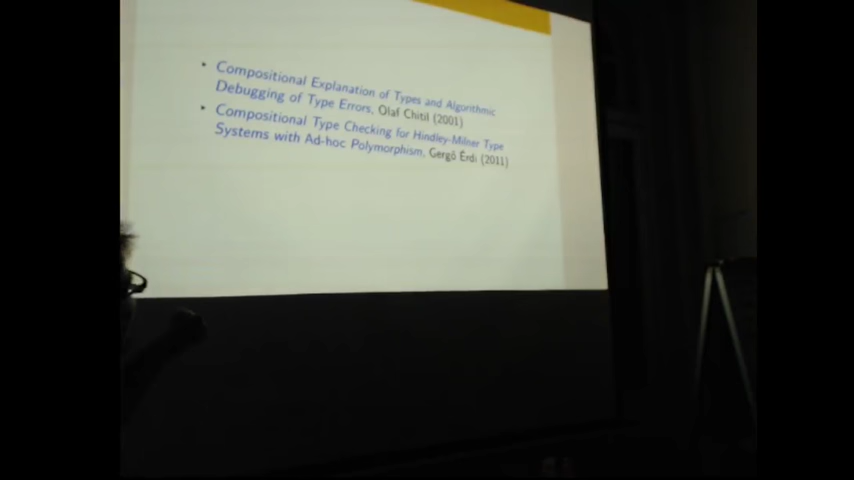 • Compositional Explanation of Types and Algorithmic
Debugging of Type Errors, Olaf Chitil (2001)
• Compositional Type Checking for Hindley-Milner Type
Systems with Ad-hoc Polymorphism, Gergő Érdi (2011)